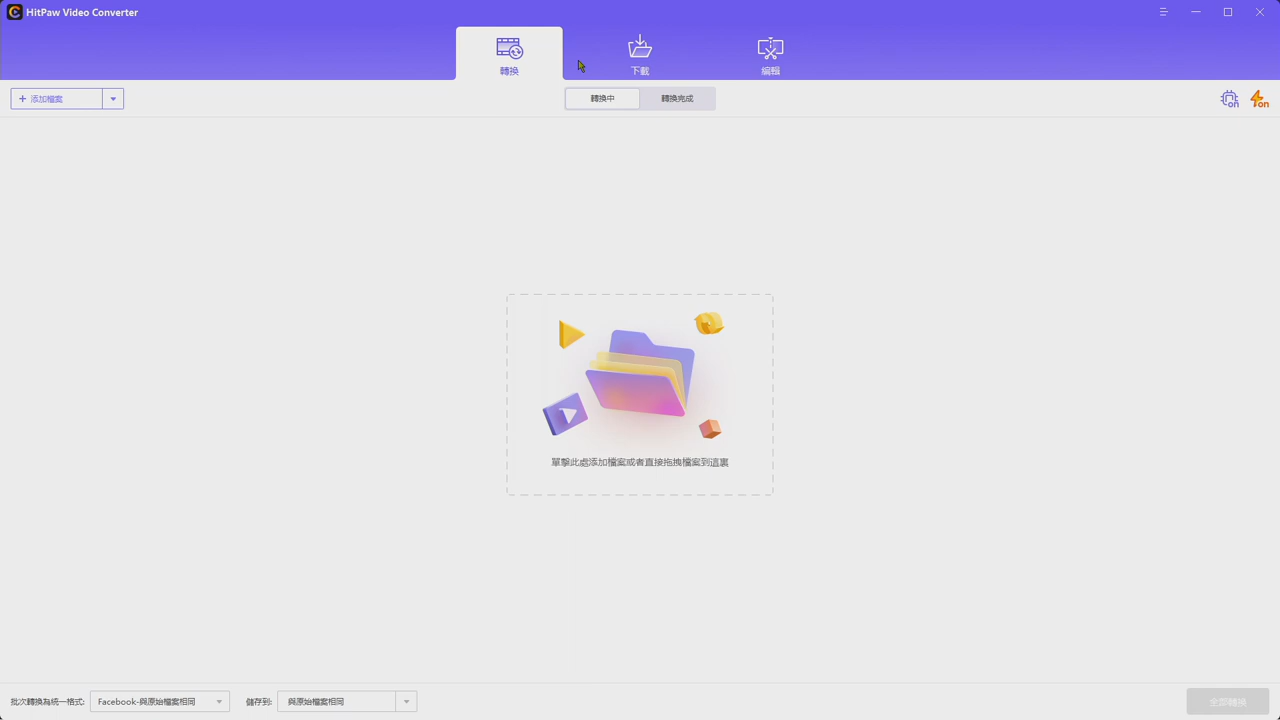 HitPaw Video Converter
轉換
下載
編輯
添加檔案
轉換中
轉換完成
on
on
單擊此處添加檔案或者直接拖拽檔案到這裏
批次轉換為統一格式:
Facebook-與原始檔案相同
儲存到:
與原始檔案相同
全部轉換